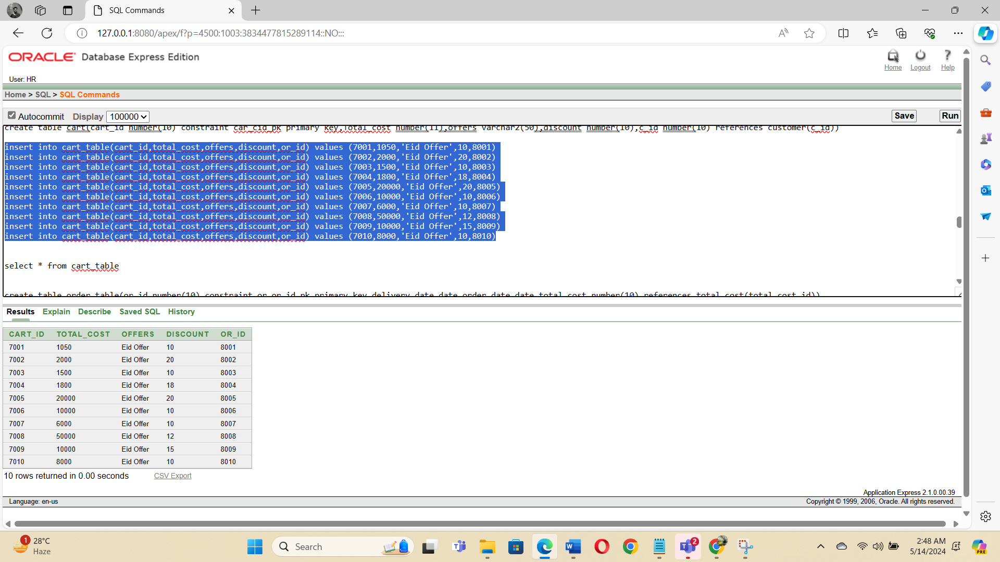 SQL Commands
127.0.0.1:8080/apex/f?p=4500:1003:3834477815289114::NO:::
ORACLE Database Express Edition
Home Logout Help
User: HR
Home > SQL > SQL Commands
Autocommit Display 100000 Save Run
create table cart(cart_id number(10) constraint car_cid_pk primary key,Total_cost number(11),offers varchar2(50),discount number(10),c_id number(10) references customer(c_id))
insert into cart_table(cart_id,total_cost,offers,discount,or_id) values (7001,1050,'Eid Offer',10,8001)
insert into cart_table(cart_id,total_cost,offers,discount,or_id) values (7002,2000,'Eid Offer',20,8002)
insert into cart_table(cart_id,total_cost,offers,discount,or_id) values (7003,1500,'Eid Offer',10,8003)
insert into cart_table(cart_id,total_cost,offers,discount,or_id) values (7004,1800,'Eid Offer',18,8004)
insert into cart_table(cart_id,total_cost,offers,discount,or_id) values (7005,20000,'Eid Offer',20,8005)
insert into cart_table(cart_id,total_cost,offers,discount,or_id) values (7006,10000,'Eid Offer',10,8006)
insert into cart_table(cart_id,total_cost,offers,discount,or_id) values (7007,6000,'Eid Offer',10,8007)
insert into cart_table(cart_id,total_cost,offers,discount,or_id) values (7008,50000,'Eid Offer',12,8008)
insert into cart_table(cart_id,total_cost,offers,discount,or_id) values (7009,10000,'Eid Offer',15,8009)
insert into cart_table(cart_id,total_cost,offers,discount,or_id) values (7010,8000,'Eid Offer',10,8010)
select * from cart_table
create table order_table(or_id number(10) constraint or_or_id_pk primary key,delivery_date date,order_date date,total_cost number(10) references total_cost(total_cost_id))
Results Explain Describe Saved SQL History
CART_ID TOTAL_COST OFFERS DISCOUNT OR_ID
7001 1050 Eid Offer 10 8001
7002 2000 Eid Offer 20 8002
7003 1500 Eid Offer 10 8003
7004 1800 Eid Offer 18 8004
7005 20000 Eid Offer 20 8005
7006 10000 Eid Offer 10 8006
7007 6000 Eid Offer 10 8007
7008 50000 Eid Offer 12 8008
7009 10000 Eid Offer 15 8009
7010 8000 Eid Offer 10 8010
10 rows returned in 0.00 seconds CSV Export
Application Express 2.1.0.00.39
Language: en-us Copyright © 1999, 2006, Oracle. All rights reserved.
1 28°C
Haze
Search
2
2:48 AM
5/14/2024
PRE